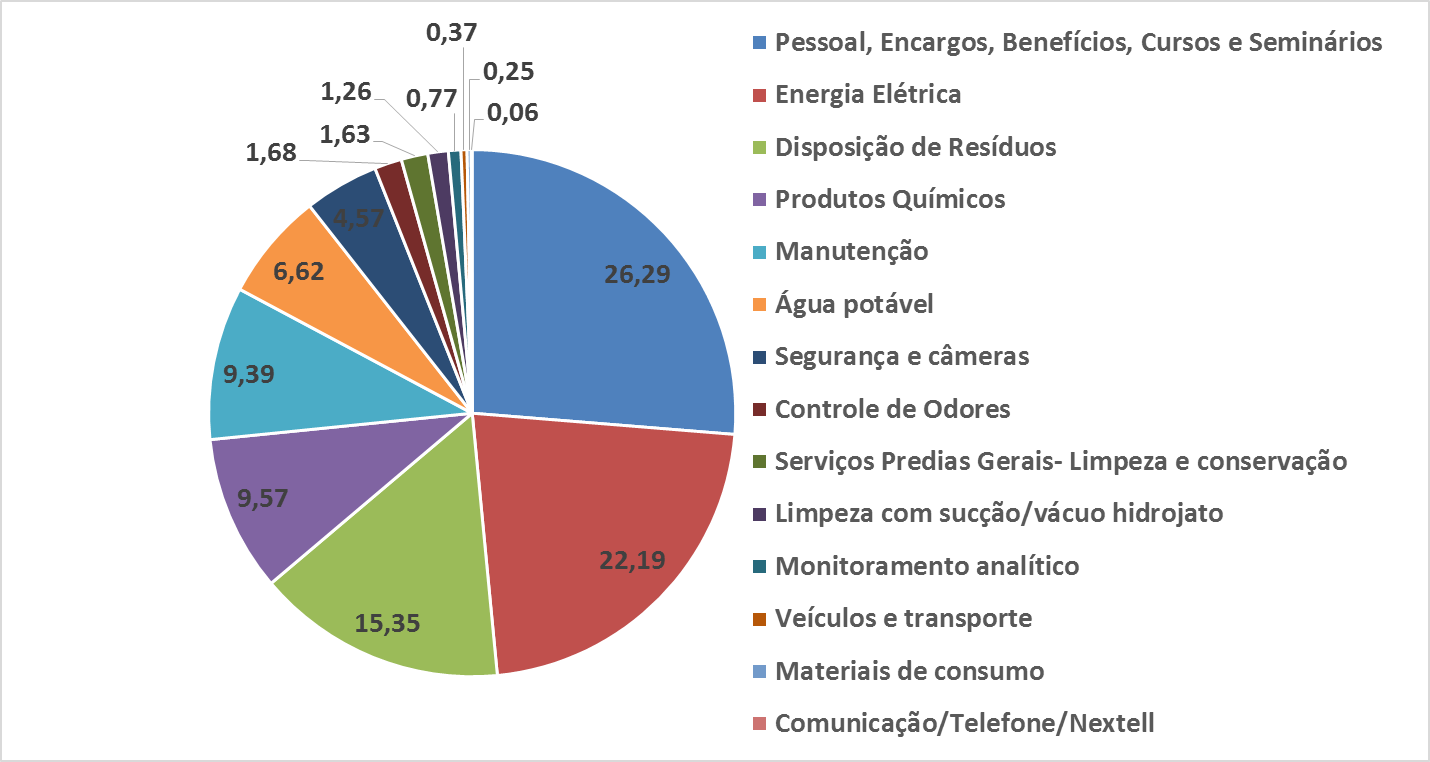 0,37
0,25
1,26
0,77
0,06
1,63
1,68
4,57
6,62
26,29
9,39
9,57
22,19
15,35
Pessoal, Encargos, Benefícios, Cursos e Seminários
Energia Elétrica
Disposição de Resíduos
Produtos Químicos
Manutenção
Água potável
Segurança e câmeras
Controle de Odores
Serviços Predias Gerais- Limpeza e conservação
Limpeza com sucção/vácuo hidrojato
Monitoramento analítico
Veículos e transporte
Materiais de consumo
Comunicação/Telefone/Nextell